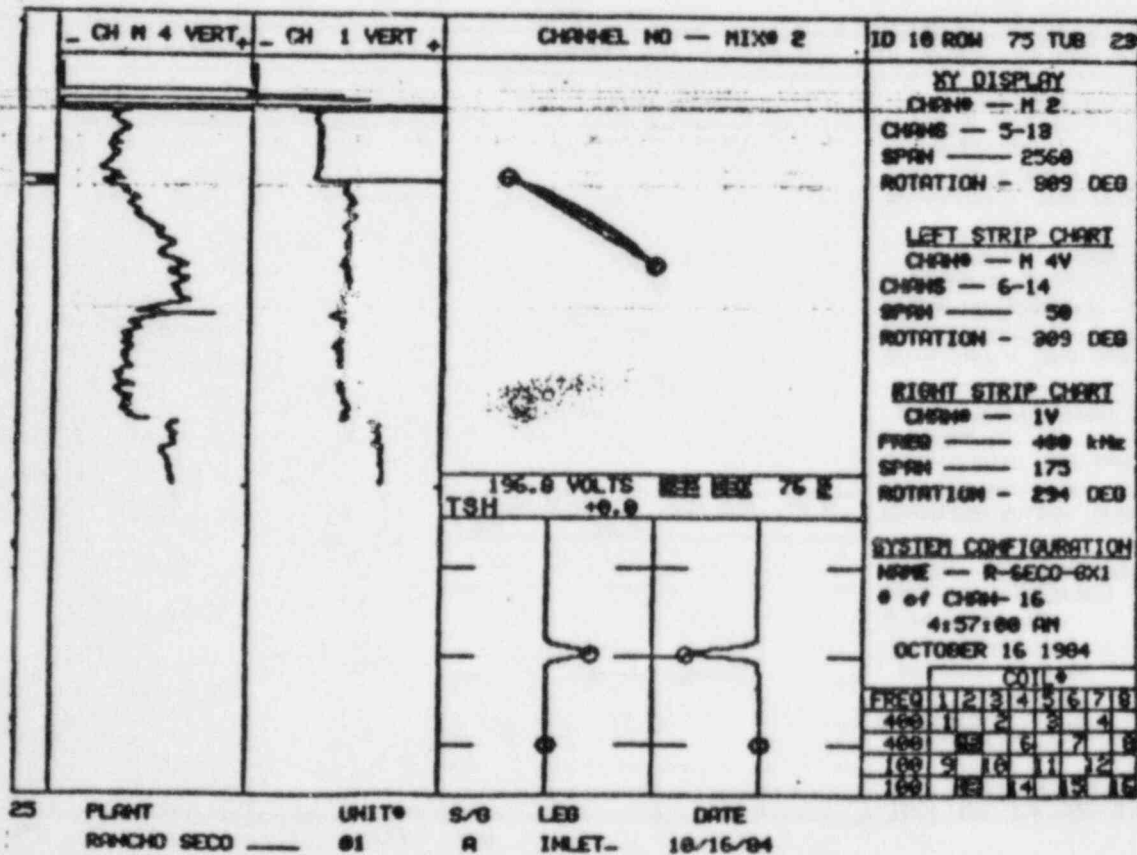 _ CH M 4 VERT + _ CH 1 VERT + CHANNEL NO — MIX# 2 ID 10 ROW 75 TUB 23
XY DISPLAY
CHAN# — M 2
CHANS — 5-13
SPAN — 2560
ROTATION - 309 DEG
LEFT STRIP CHART
CHAN# — M 4V
CHANS — 6-14
SPAN — 50
ROTATION - 309 DEG
RIGHT STRIP CHART
CHAN# — 1V
FREQ — 400 kHz
SPAN — 175
ROTATION - 294 DEG
196.0 VOLTS 76
TSH +0.0
SYSTEM CONFIGURATION
NAME — R-SECO-8X1
# of CHAN- 16
4:57:00 AM
OCTOBER 16 1984
COIL#
FREQ 1 2 3 4 5 6 7 8
400 1 2 3 4
400 6 7 8
100 9 10 11 12
100 14 15 16
25 PLANT UNIT# S/G LEG DATE
RANCHO SECO ____ 01 A INLET_ 10/16/84